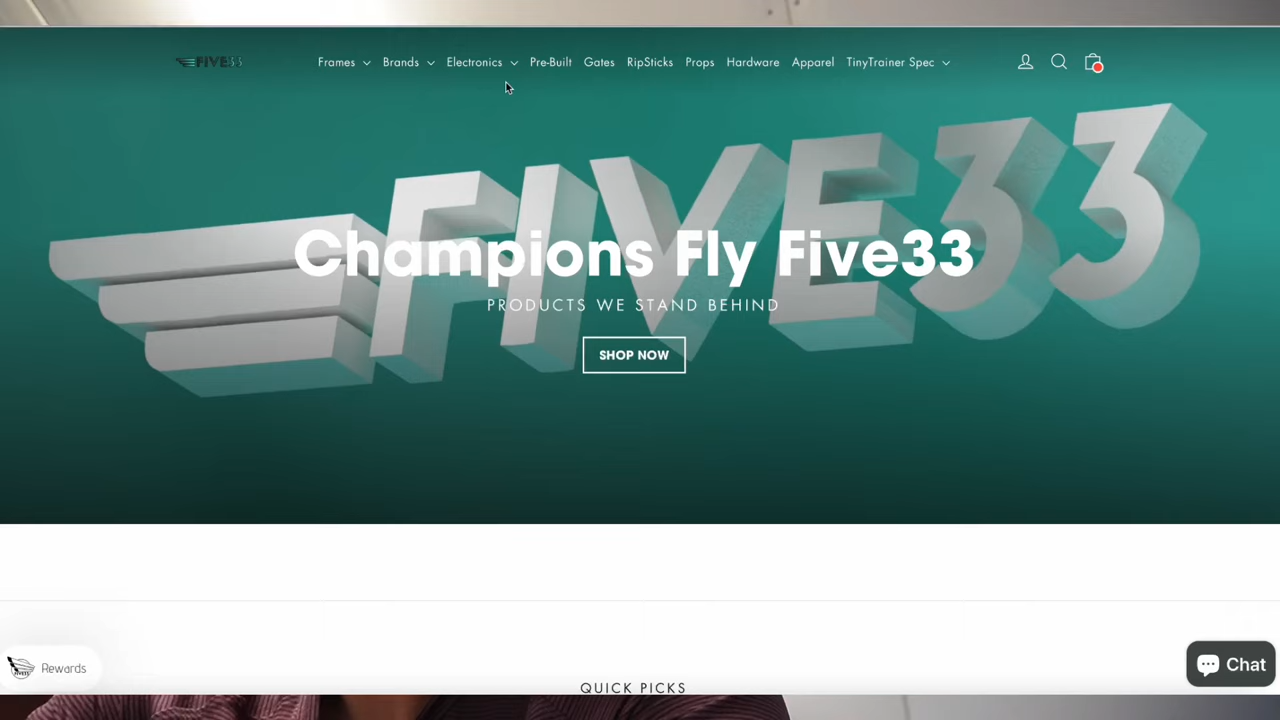 FIVE33
Frames Brands Electronics Pre-Built Gates RipSticks Props Hardware Apparel TinyTrainer Spec
FIVE33
Champions Fly Five33
PRODUCTS WE STAND BEHIND
SHOP NOW
Rewards
Chat
QUICK PICKS